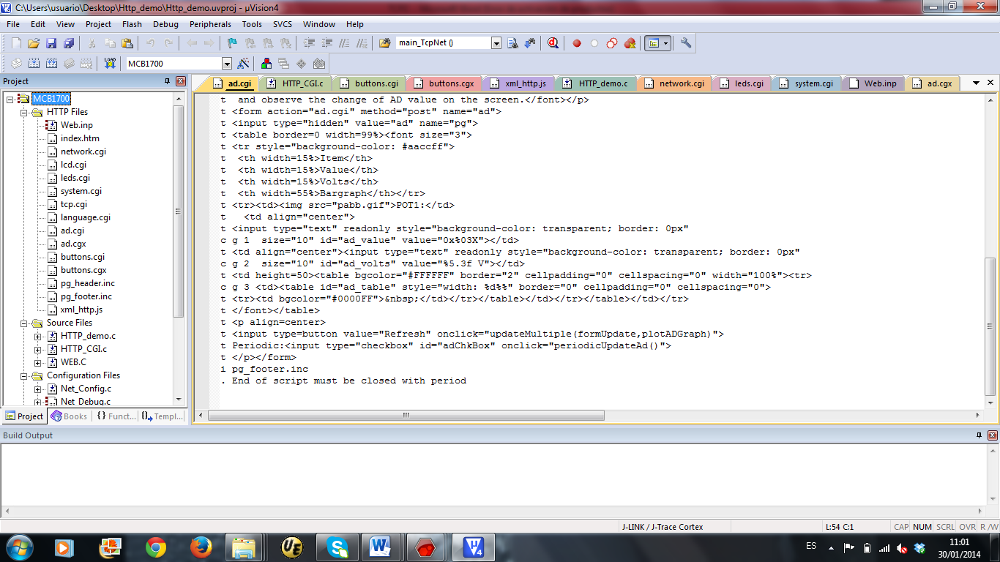 C:\Users\usuario\Desktop\Http_demo\Http_demo.uvproj - µVision4
File Edit View Project Flash Debug Peripherals Tools SVCS Window Help
main_TcpNet ()
LOAD MCB1700
Project
ad.cgi HTTP_CGI.c buttons.cgi buttons.cgx xml_http.js HTTP_demo.c network.cgi leds.cgi system.cgi Web.inp ad.cgx
MCB1700
HTTP Files
Web.inp
index.htm
network.cgi
lcd.cgi
leds.cgi
system.cgi
tcp.cgi
language.cgi
ad.cgi
ad.cgx
buttons.cgi
buttons.cgx
pg_header.inc
pg_footer.inc
xml_http.js
Source Files
HTTP_demo.c
HTTP_CGI.c
WEB.C
Configuration Files
Net_Config.c
Net_Debug.c
Project Books {} Funct... 0 Templ...
t  and observe the change of AD value on the screen.</font></p>
t <form action="ad.cgi" method="post" name="ad">
t <input type="hidden" value="ad" name="pg">
t <table border=0 width=99%><font size="3">
t <tr style="background-color: #aaccff">
t  <th width=15%>Item</th>
t  <th width=15%>Value</th>
t  <th width=15%>Volts</th>
t  <th width=55%>Bargraph</th></tr>
t <tr><td><img src="pabb.gif">POT1:</td>
t   <td align="center">
t <input type="text" readonly style="background-color: transparent; border: 0px"
c g 1  size="10" id="ad_value" value="0x%03X"></td>
t <td align="center"><input type="text" readonly style="background-color: transparent; border: 0px"
c g 2  size="10" id="ad_volts" value="%5.3f V"></td>
t <td height=50><table bgcolor="#FFFFFF" border="2" cellpadding="0" cellspacing="0" width="100%"><tr>
c g 3 <td><table id="ad_table" style="width: %d%%" border="0" cellpadding="0" cellspacing="0">
t <tr><td bgcolor="#0000FF">&nbsp;</td></tr></table></td></tr></table></td></tr>
t </font></table>
t <p align=center>
t <input type=button value="Refresh" onclick="updateMultiple(formUpdate,plotADGraph)">
t Periodic:<input type="checkbox" id="adChkBox" onclick="periodicUpdateAd()">
t </p></form>
i pg_footer.inc
. End of script must be closed with period
Build Output
J-LINK / J-Trace Cortex L:54 C:1 CAP NUM SCRL OVR R /W
ES 11:01
30/01/2014